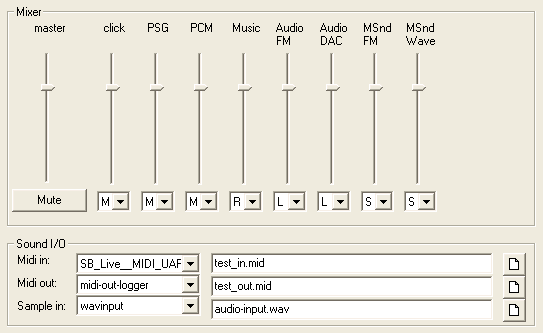 Mixer
master click PSG PCM Music Audio FM Audio DAC MSnd FM MSnd Wave
Mute M M M R L L S S
Sound I/O
Midi in: SB_Live__MIDI_UAF test_in.mid
Midi out: midi-out-logger test_out.mid
Sample in: wavinput audio-input.wav